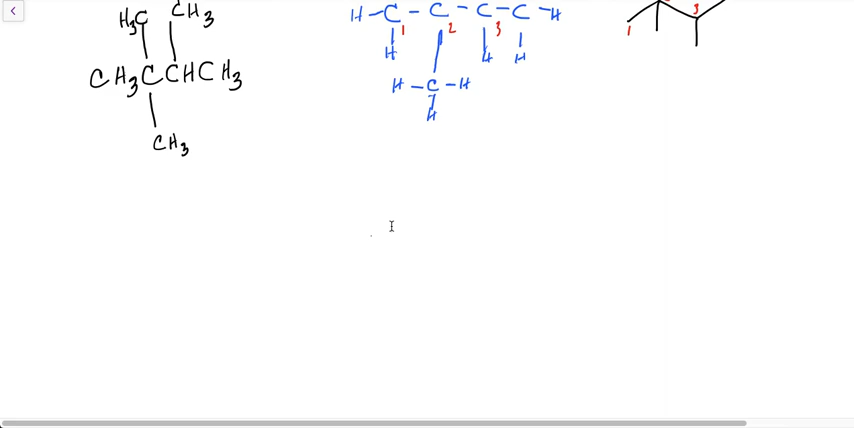 H3C CH3
H-C-C-C-C-H
1 2 3
H H H
CH3CCHCH3
H-C-H
H
CH3
1 3